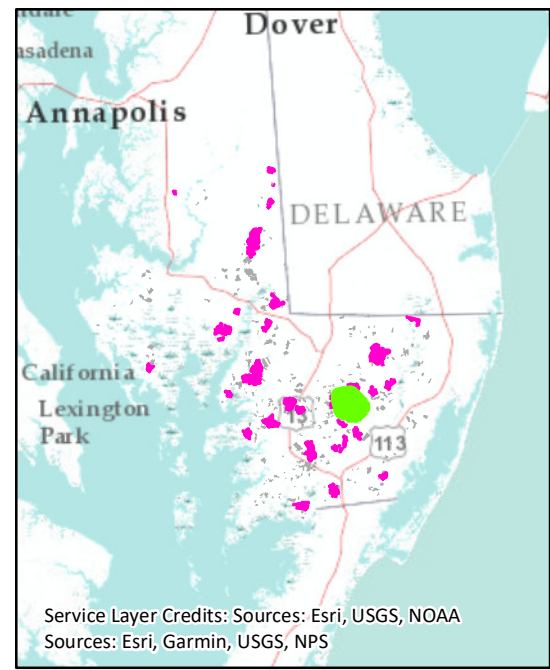 Dover
asadena
Annapolis
DELAWARE
California
Lexington
Park
13
113
Service Layer Credits: Sources: Esri, USGS, NOAA
Sources: Esri, Garmin, USGS, NPS